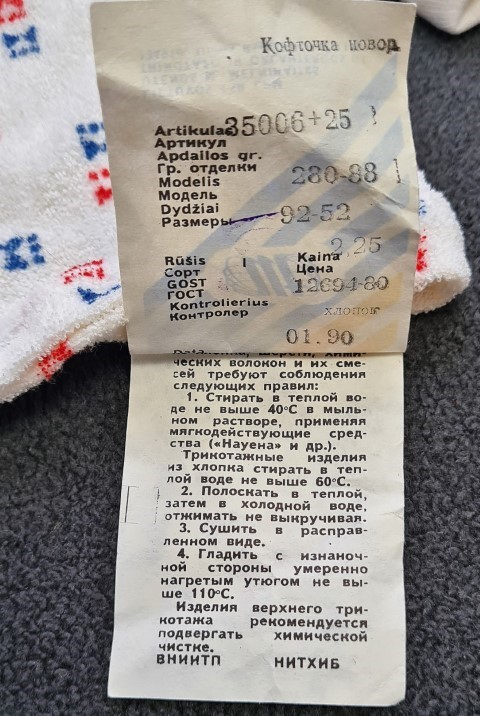 Кофточка новор
Artikulas 35006+25
Артикул
Apdailos gr.
Гр. отделки
Modelis 280-88
Модель
Dydžiai 92-52
Размеры
2,25
Rūšis I Kaina
Сорт Цена
GOST 12694-80
ГОСТ
Kontrolierius
Контролер хлопок
01.90
шерсти, хими-
ческих волокон и их сме-
сей требуют соблюдения
следующих правил:
1. Стирать в теплой во-
де не выше 40°С в мыль-
ном растворе, применяя
мягкодействующие сред-
ства («Науена» и др.).
Трикотажные изделия
из хлопка стирать в теп-
лой воде не выше 60°С.
2. Полоскать в теплой,
затем в холодной воде,
отжимать не выкручивая.
3. Сушить в расправ-
ленном виде.
4. Гладить с изнаноч-
ной стороны умеренно
нагретым утюгом не вы-
ше 110°С.
Изделия верхнего три-
котажа рекомендуется
подвергать химической
чистке.
ВНИИТП НИТХИБ